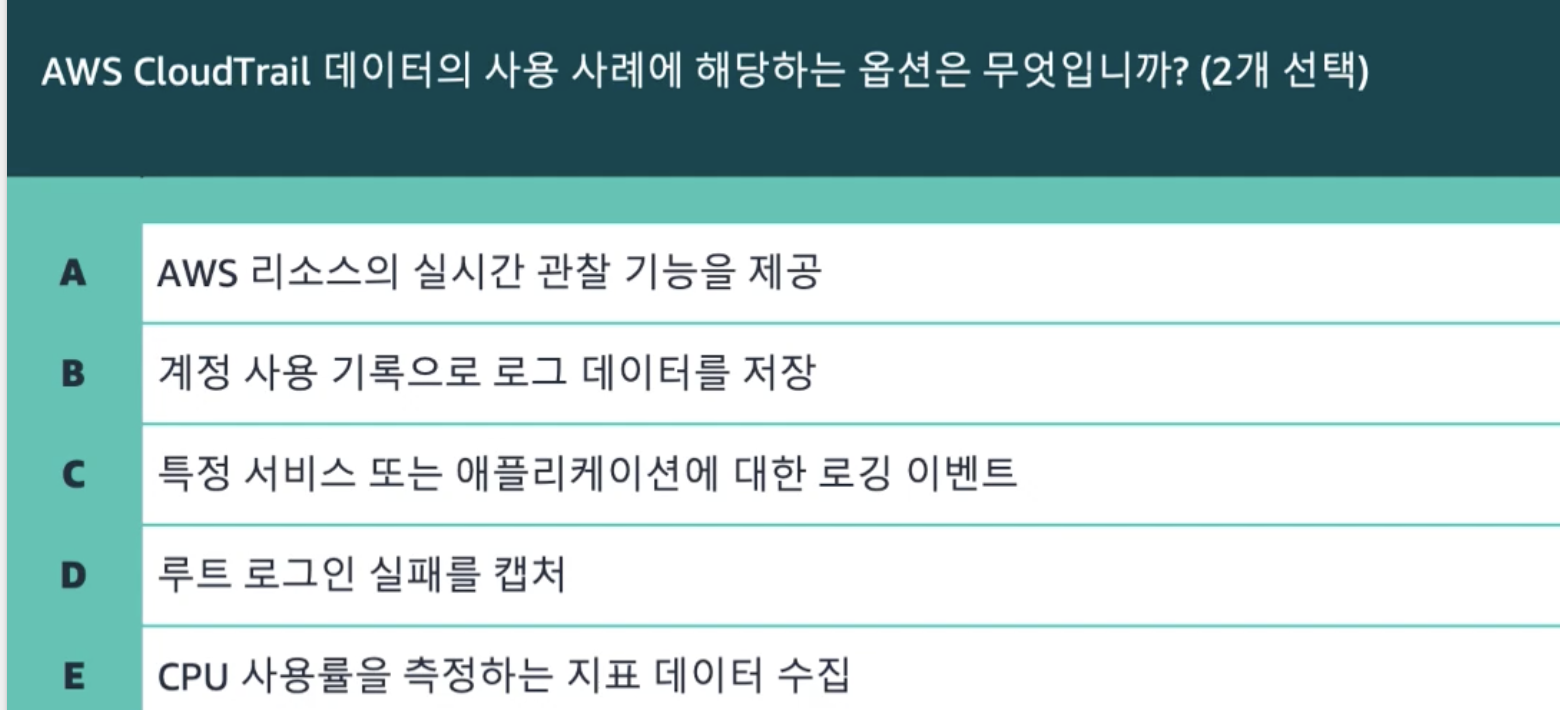 AWS CloudTrail 데이터의 사용 사례에 해당하는 옵션은 무엇입니까? (2개 선택)
A AWS 리소스의 실시간 관찰 기능을 제공
B 계정 사용 기록으로 로그 데이터를 저장
C 특정 서비스 또는 애플리케이션에 대한 로깅 이벤트
D 루트 로그인 실패를 캡처
E CPU 사용률을 측정하는 지표 데이터 수집